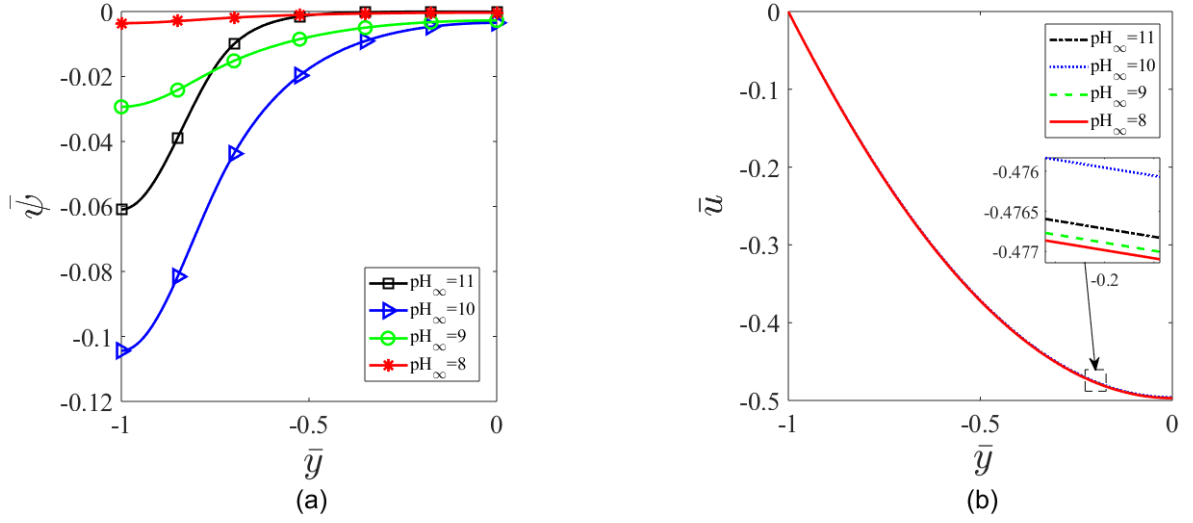 0
-0.02
-0.04
-0.06
-0.08
-0.1
-0.12
ψ̄
-1
-0.5
0
ȳ
pH∞=11
pH∞=10
pH∞=9
pH∞=8
(a)
0
-0.1
-0.2
-0.3
-0.4
-0.5
ū
-1
-0.5
0
ȳ
pH∞=11
pH∞=10
pH∞=9
pH∞=8
-0.476
-0.4765
-0.477
-0.2
(b)